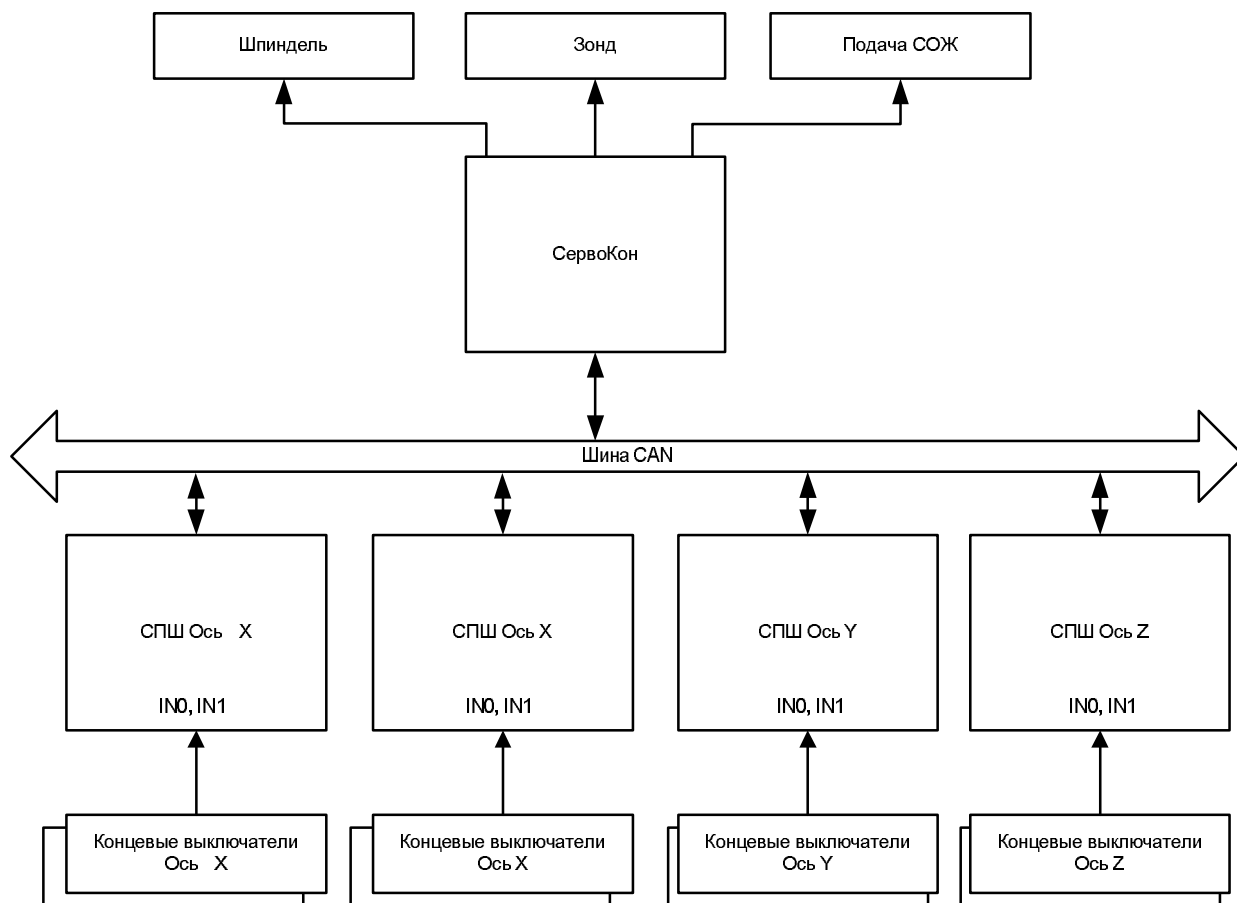 Шпиндель
Зонд
Подача СОЖ
СервоКон
Шина CAN
СПШ Ось X
СПШ Ось X
СПШ Ось Y
СПШ Ось Z
IN0, IN1
IN0, IN1
IN0, IN1
IN0, IN1
Концевые выключатели
Ось X
Концевые выключатели
Ось X
Концевые выключатели
Ось Y
Концевые выключатели
Ось Z